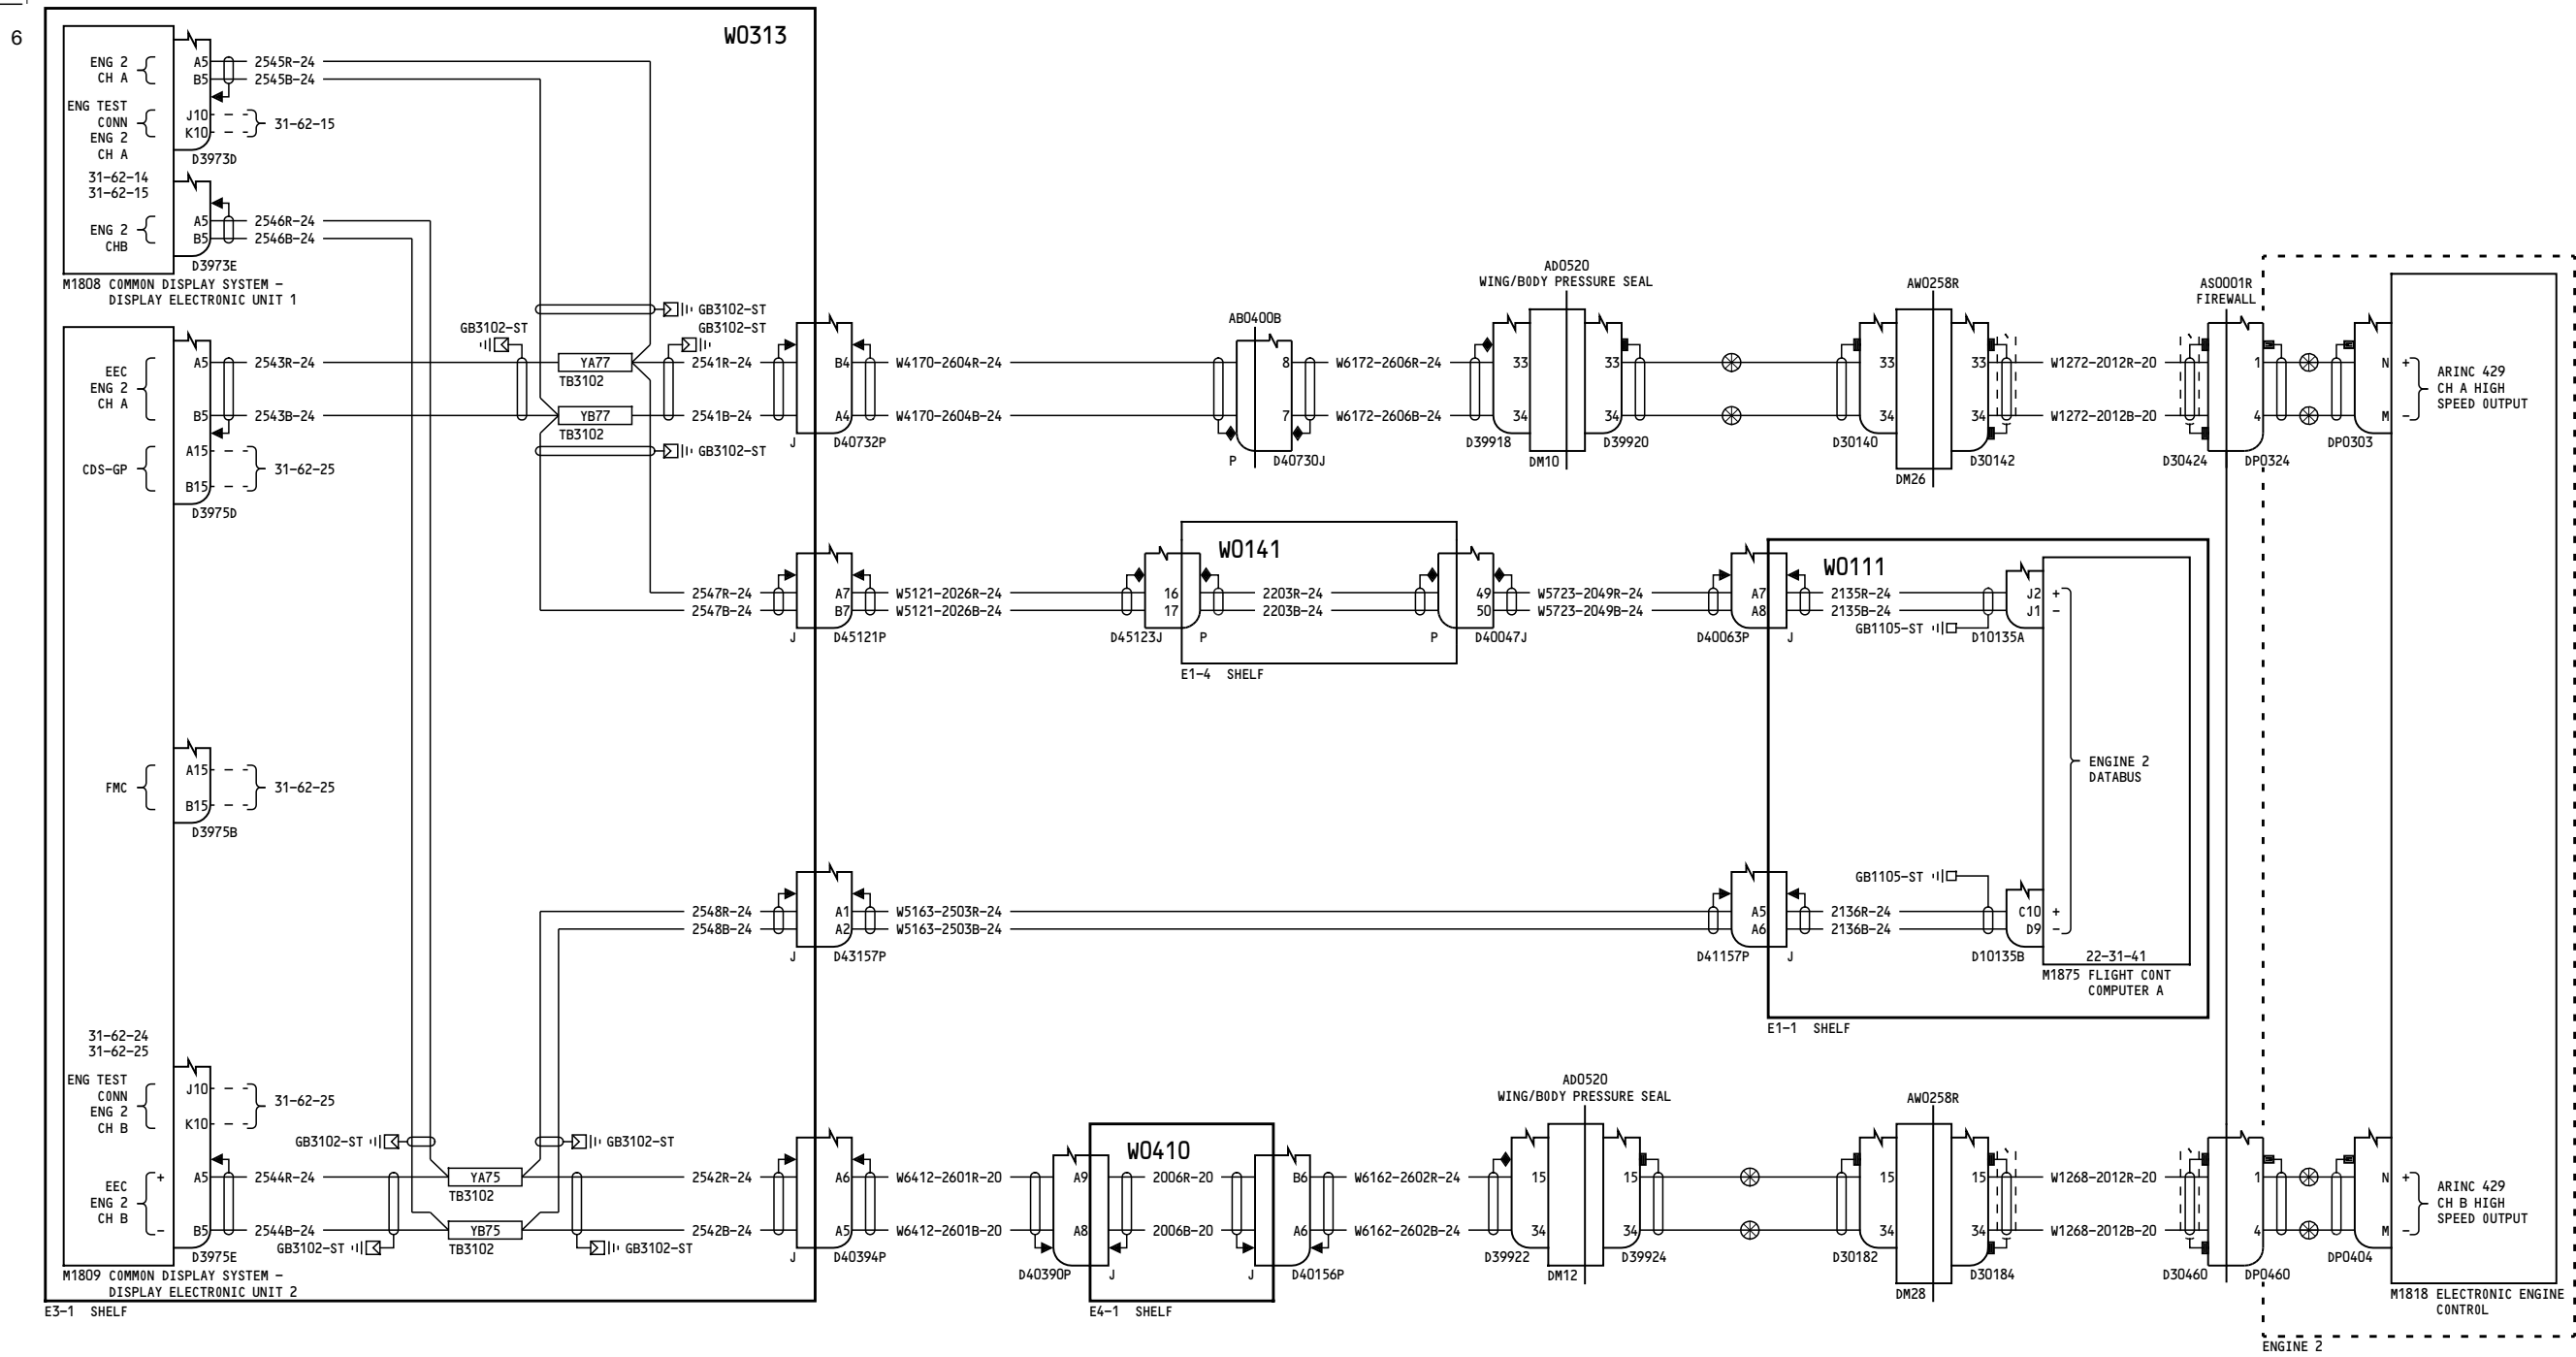 6
W0313
ENG 2
CH A
A5
B5
2545R-24
2545B-24
ENG TEST
CONN
ENG 2
CH A
J10
K10
31-62-15
D3973D
31-62-14
31-62-15
ENG 2
CHB
A5
B5
2546R-24
2546B-24
D3973E
M1808 COMMON DISPLAY SYSTEM -
DISPLAY ELECTRONIC UNIT 1
EEC
ENG 2
CH A
A5
B5
2543R-24
2543B-24
GB3102-ST
GB3102-ST
GB3102-ST
YA77
TB3102
YB77
TB3102
GB3102-ST
2541R-24
2541B-24
J
B4
A4
D40732P
W4170-2604R-24
W4170-2604B-24
AB0400B
8
7
P
D40730J
W6172-2606R-24
W6172-2606B-24
AD0520
WING/BODY PRESSURE SEAL
33
34
D39918
DM10
33
34
D39920
AW0258R
33
34
D30140
DM26
33
34
D30142
W1272-2012R-20
W1272-2012B-20
AS0001R
FIREWALL
D30424
1
4
DP0324
N
M
DP0303
+
-
ARINC 429
CH A HIGH
SPEED OUTPUT
CDS-GP
A15
B15
31-62-25
D3975D
2547R-24
2547B-24
J
A7
B7
D45121P
W5121-2026R-24
W5121-2026B-24
W0141
16
17
D45123J
P
2203R-24
2203B-24
P
49
50
D40047J
E1-4 SHELF
W5723-2049R-24
W5723-2049B-24
A7
A8
D40063P
J
W0111
2135R-24
2135B-24
GB1105-ST
J2
J1
D10135A
+
-
ENGINE 2
DATABUS
FMC
A15
B15
31-62-25
D3975B
2548R-24
2548B-24
J
A1
A2
D43157P
W5163-2503R-24
W5163-2503B-24
A5
A6
D41157P
J
GB1105-ST
2136R-24
2136B-24
C10
D9
D10135B
+
-
22-31-41
M1875 FLIGHT CONT
COMPUTER A
E1-1 SHELF
31-62-24
31-62-25
ENG TEST
CONN
ENG 2
CH B
J10
K10
31-62-25
EEC
ENG 2
CH B
+
-
A5
B5
D3975E
2544R-24
2544B-24
GB3102-ST
GB3102-ST
GB3102-ST
GB3102-ST
YA75
TB3102
YB75
TB3102
2542R-24
2542B-24
J
A6
A5
D40394P
W6412-2601R-20
W6412-2601B-20
W0410
A9
A8
D40390P
J
2006R-20
2006B-20
J
B6
A6
D40156P
E4-1 SHELF
W6162-2602R-24
W6162-2602B-24
AD0520
WING/BODY PRESSURE SEAL
15
34
D39922
DM12
15
34
D39924
AW0258R
15
34
D30182
DM28
15
34
D30184
W1268-2012R-20
W1268-2012B-20
D30460
1
4
DP0460
N
M
DP0404
+
-
ARINC 429
CH B HIGH
SPEED OUTPUT
M1809 COMMON DISPLAY SYSTEM -
DISPLAY ELECTRONIC UNIT 2
E3-1 SHELF
M1818 ELECTRONIC ENGINE
CONTROL
ENGINE 2